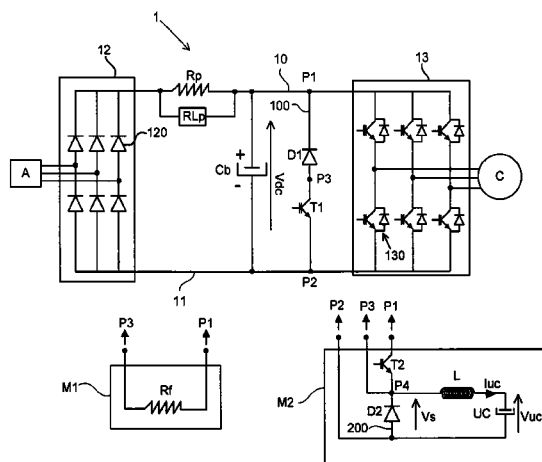 1
12
Rp
10
P1
13
RLp
100
120
D1
A
+
Cb
-
Vdc
P3
T1
C
130
11
P2
P3
P1
M1
Rf
P2
P3
P1
M2
T2
P4
L
Iuc
D2
UC
200
Vs
Vuc